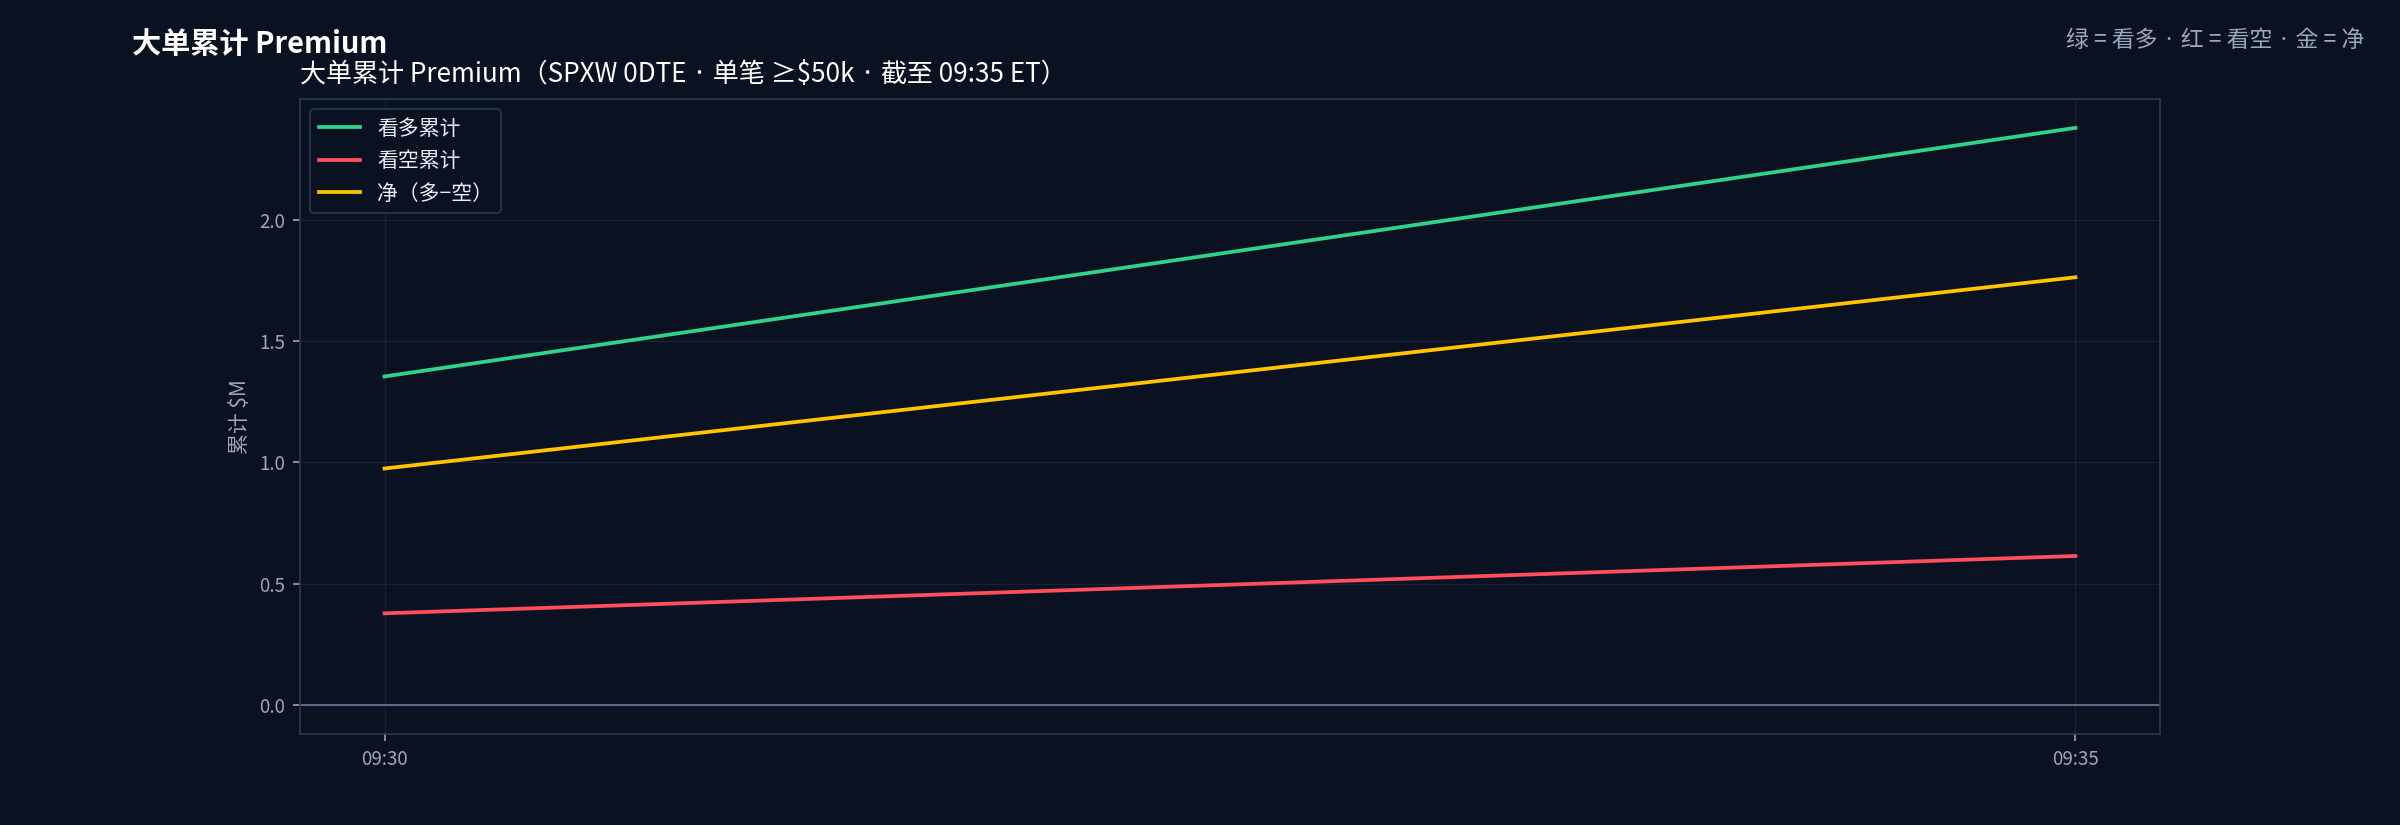 大单累计 Premium
绿 = 看多 · 红 = 看空 · 金 = 净
大单累计 Premium（SPXW 0DTE · 单笔 ≥$50k · 截至 09:35 ET）
看多累计
看空累计
净（多−空）
累计 $M
2.0
1.5
1.0
0.5
0.0
09:30
09:35